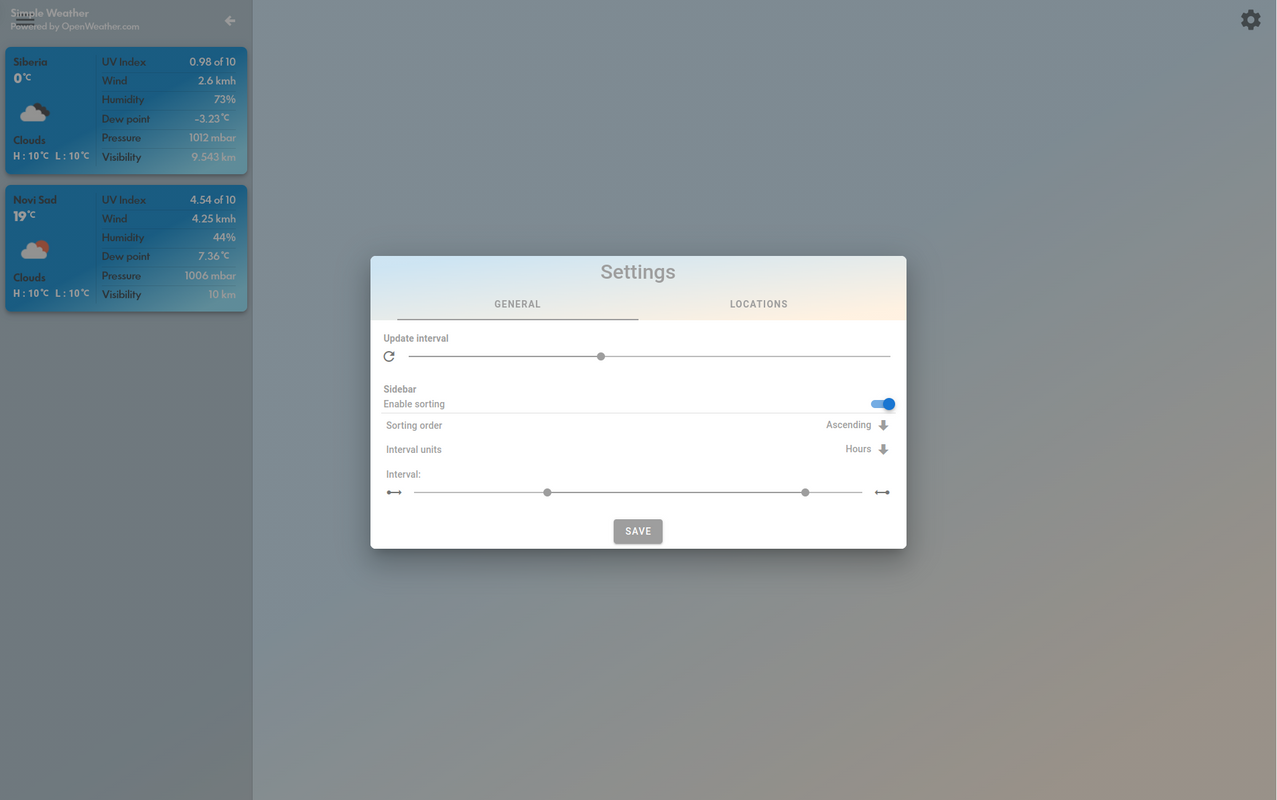 Simple Weather
Powered by OpenWeather.com
Siberia
0°C
Clouds
H : 10°C L : 10°C
UV Index 0.98 of 10
Wind 2.6 kmh
Humidity 73%
Dew point -3.23°C
Pressure 1012 mbar
Visibility 9.543 km
Novi Sad
19°C
Clouds
H : 10°C L : 10°C
UV Index 4.54 of 10
Wind 4.25 kmh
Humidity 44%
Dew point 7.36°C
Pressure 1006 mbar
Visibility 10 km
Settings
GENERAL LOCATIONS
Update interval
Sidebar
Enable sorting
Sorting order Ascending
Interval units Hours
Interval:
SAVE